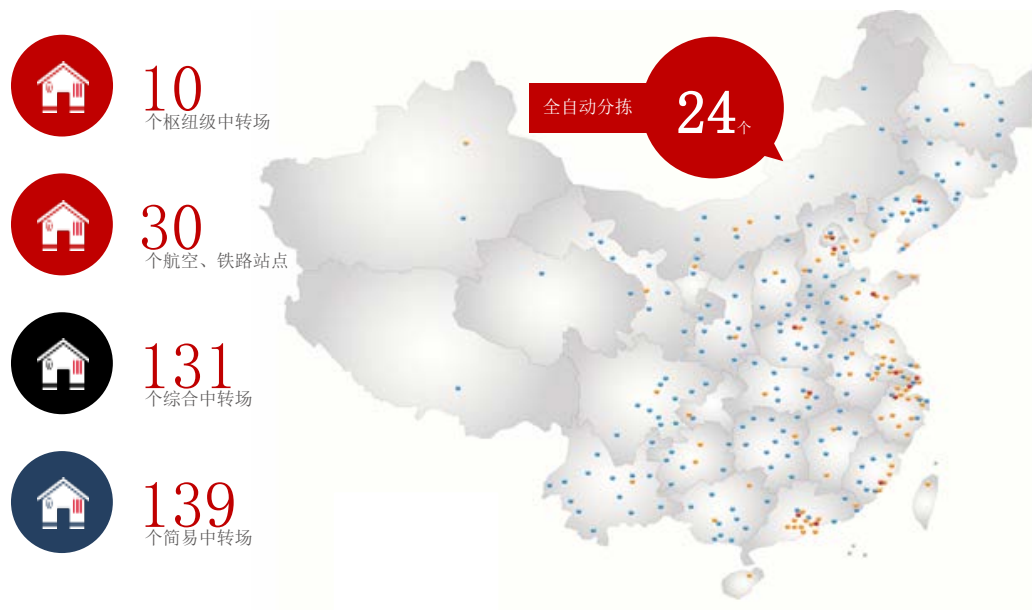 10
个枢纽级中转场
30
个航空、铁路站点
131
个综合中转场
139
个简易中转场
全自动分拣 24个